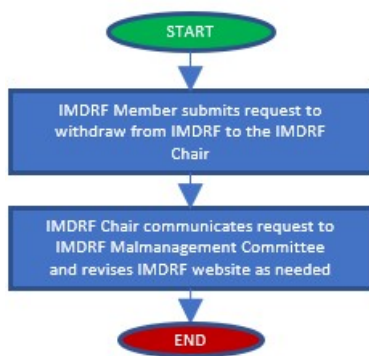 START
IMDRF Member submits request to
withdraw from IMDRF to the IMDRF
Chair
IMDRF Chair communicates request to
IMDRF Malmanagement Committee
and revises IMDRF website as needed
END